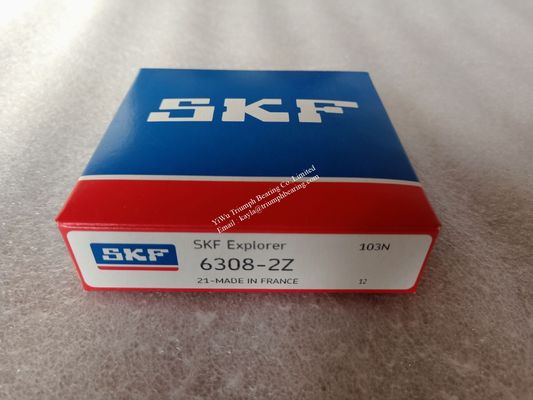 SKF
YiWu Triumph Bearing Co.,Limited
Email kayla@triumphbearing.com
SKF
SKF Explorer
103N
6308-2Z
21-MADE IN FRANCE
12